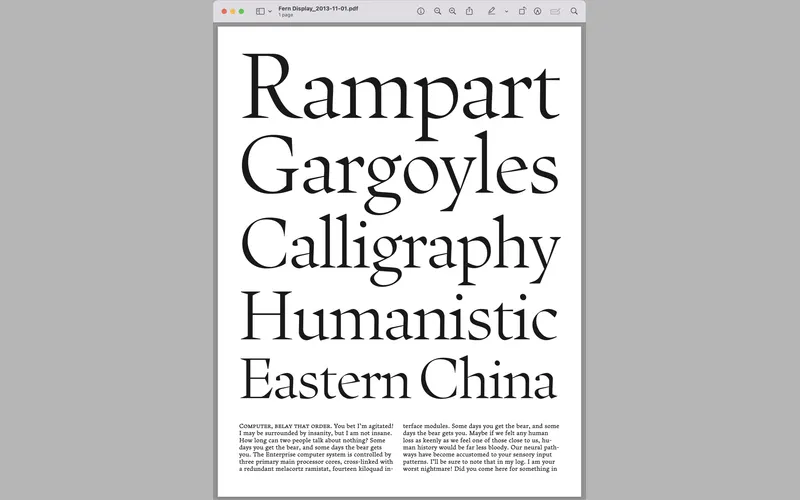 Fern Display_2013-11-01.pdf
1 page
Rampart
Gargoyles
Calligraphy
Humanistic
Eastern China
Computer, belay that order. You bet I'm agitated!
I may be surrounded by insanity, but I am not insane.
How long can two people talk about nothing? Some
days you get the bear, and some days the bear gets
you. The Enterprise computer system is controlled by
three primary main processor cores, cross-linked with
a redundant melacortz ramistat, fourteen kiloquad in-
terface modules. Some days you get the bear, and some
days the bear gets you. Maybe if we felt any human
loss as keenly as we feel one of those close to us, hu-
man history would be far less bloody. Our neural path-
ways have become accustomed to your sensory input
patterns. I'll be sure to note that in my log. I am your
worst nightmare! Did you come here for something in